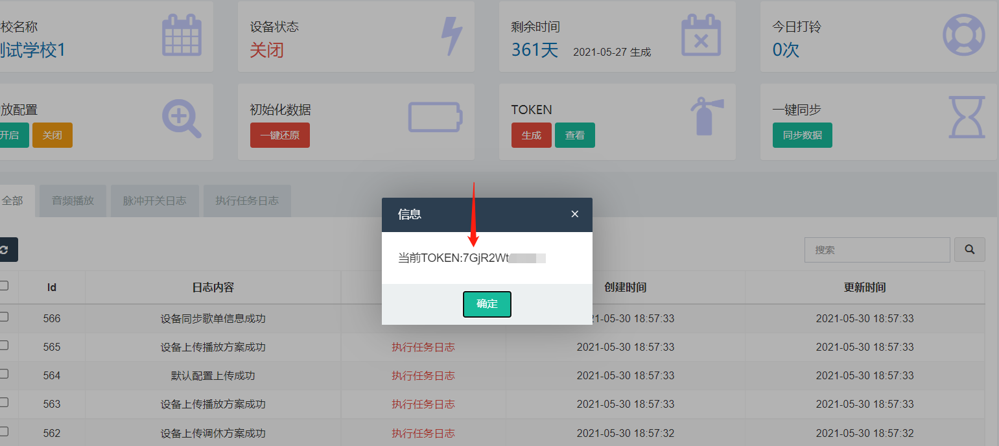 校名称
设备状态
剩余时间
今日打铃
测试学校1
关闭
361天 2021-05-27 生成
0次
放配置
初始化数据
TOKEN
一键同步
开启 关闭
一键还原
生成 查看
同步数据
全部 音频播放 脉冲开关日志 执行任务日志
信息
×
当前TOKEN:7GjR2Wt
确定
搜索
Id 日志内容 创建时间 更新时间
566 设备同步歌单信息成功 21-05-30 18:57:33 2021-05-30 18:57:33
565 设备上传播放方案成功 执行任务日志 2021-05-30 18:57:33 2021-05-30 18:57:33
564 默认配置上传成功 执行任务日志 2021-05-30 18:57:33 2021-05-30 18:57:33
563 设备上传播放方案成功 执行任务日志 2021-05-30 18:57:33 2021-05-30 18:57:33
562 设备上传调休方案成功 执行任务日志 2021-05-30 18:57:32 2021-05-30 18:57:32